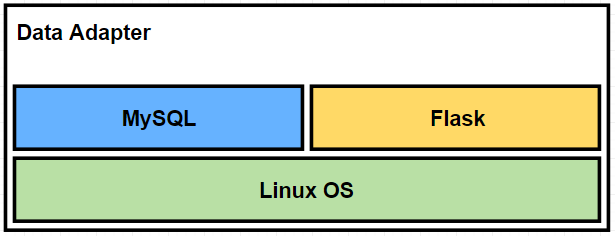 Data Adapter
MySQL
Flask
Linux OS